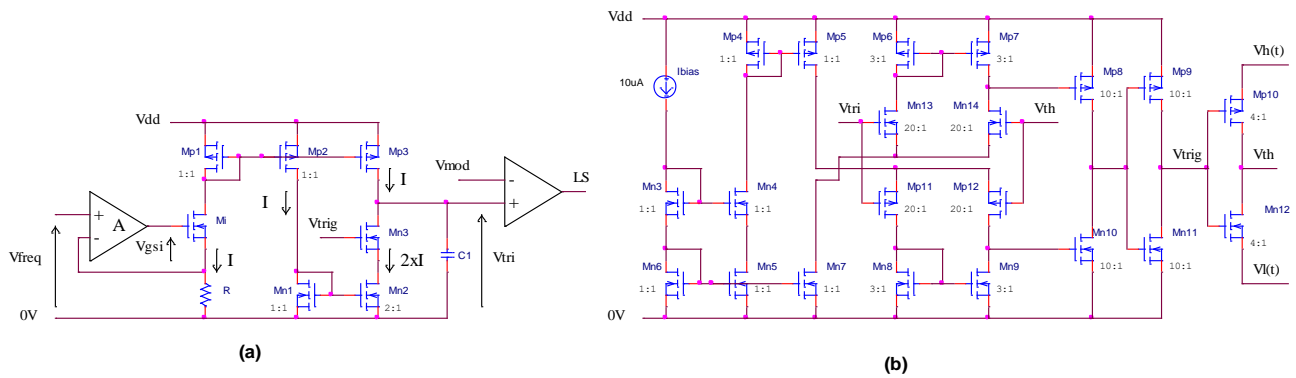 Vdd
Mp1
1:1
Mp2
1:1
Mp3
I
I
Vmod
-
+
LS
+
-
A
Mi
Vgsi
Vfreq
I
R
Vtrig
Mn3
2xI
C1
Vtri
Mn1
1:1
Mn2
2:1
0V
(a)
Vdd
10uA
Ibias
Mp4
1:1
Mp5
1:1
Mp6
3:1
Mp7
3:1
Mp8
10:1
Mp9
10:1
Vh(t)
Mp10
4:1
Vtri
Mn13
20:1
Mn14
20:1
Vth
Vtrig
Vth
Mn3
1:1
Mn4
1:1
Mp11
20:1
Mp12
20:1
Mn12
4:1
Mn6
1:1
Mn5
1:1
Mn7
1:1
Mn8
3:1
Mn9
3:1
Mn10
10:1
Mn11
10:1
Vl(t)
0V
(b)